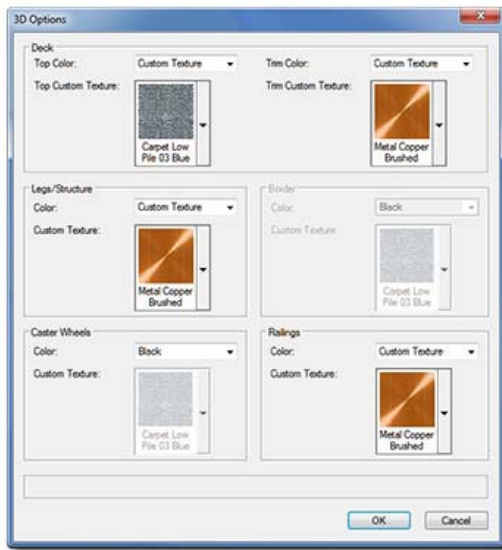 3D Options
Deck
Top Color: Custom Texture Trim Color: Custom Texture
Top Custom Texture: Trim Custom Texture:
Carpet Low Metal Copper
Pile 03 Blue Brushed
Legs/Structure Border
Color: Custom Texture Color: Black
Custom Texture: Custom Texture:
Metal Copper Carpet Low
Brushed Pile 03 Blue
Caster Wheels Railings
Color: Black Color: Custom Texture
Custom Texture: Custom Texture:
Carpet Low Metal Copper
Pile 03 Blue Brushed
OK Cancel